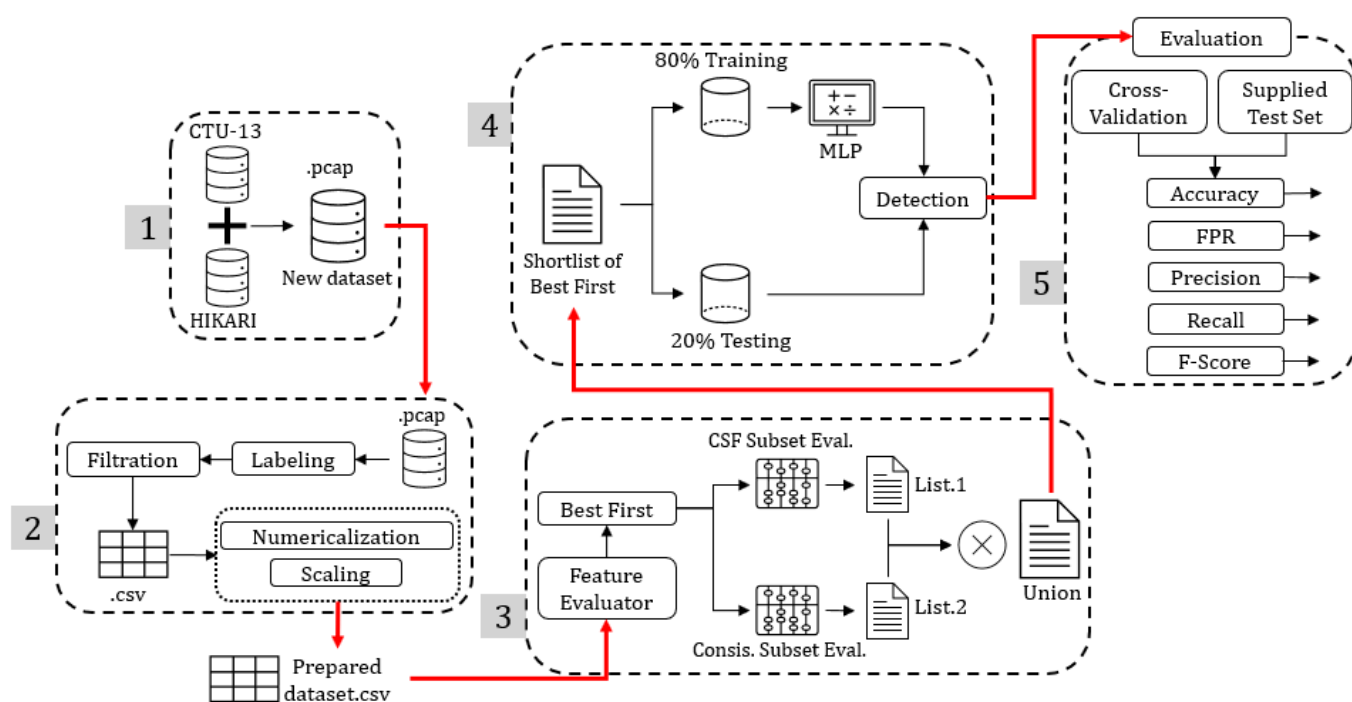 1
CTU-13
.pcap
New dataset
HIKARI
2
.pcap
Labeling
Filtration
.csv
Numericalization
Scaling
Prepared
dataset.csv
3
Feature
Evaluator
Best First
CSF Subset Eval.
List.1
Consis. Subset Eval.
List.2
Union
4
Shortlist of
Best First
80% Training
+ −
× ÷
MLP
20% Testing
Detection
5
Evaluation
Cross-
Validation
Supplied
Test Set
Accuracy
FPR
Precision
Recall
F-Score